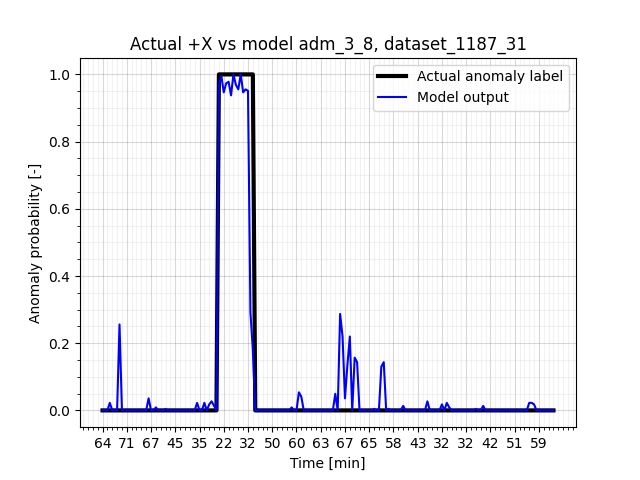 Actual +X vs model adm_3_8, dataset_1187_31
Actual anomaly label
Model output
1.0
0.8
0.6
0.4
0.2
0.0
Anomaly probability [-]
64 71 67 45 35 22 32 50 60 63 67 65 58 43 32 32 42 51 59
Time [min]